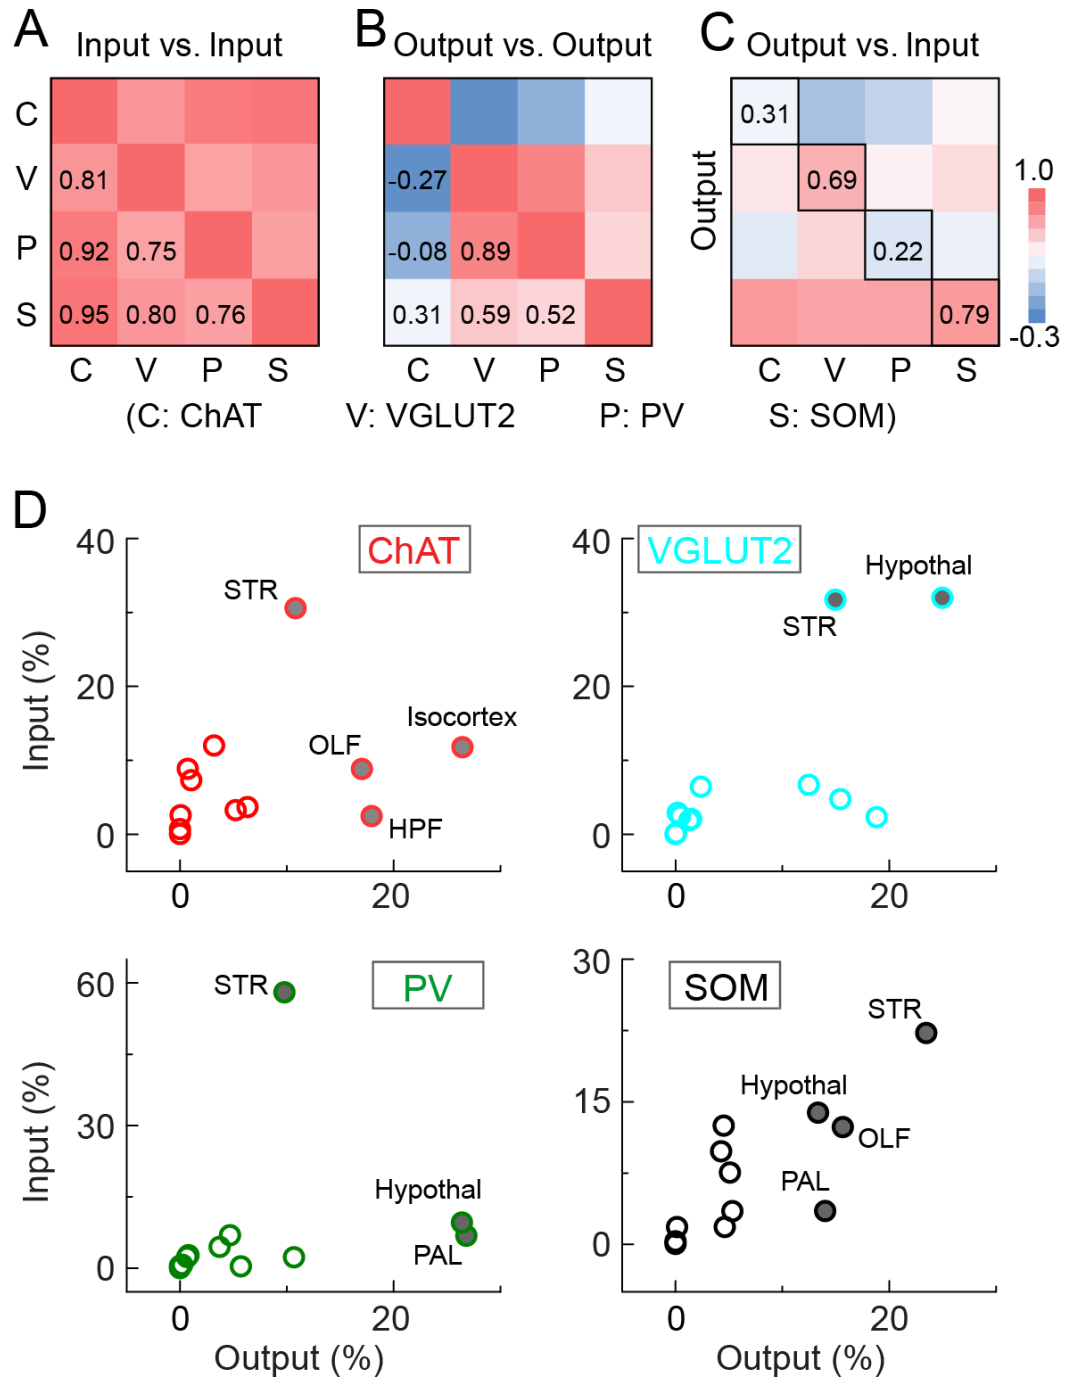 A Input vs. Input
B Output vs. Output
C Output vs. Input
C
V 0.81
P 0.92 0.75
S 0.95 0.80 0.76
C V P S
-0.27
-0.08 0.89
0.31 0.59 0.52
C V P S
Output
0.31
0.69
0.22
0.79
C V P S
1.0
-0.3
(C: ChAT V: VGLUT2 P: PV S: SOM)
D
ChAT
Input (%)
40
20
0
0 20
STR
Isocortex
OLF
HPF
VGLUT2
40
20
0
0 20
Hypothal
STR
PV
Input (%)
60
30
0
0 20
Output (%)
STR
Hypothal
PAL
SOM
30
15
0
0 20
Output (%)
STR
Hypothal
OLF
PAL